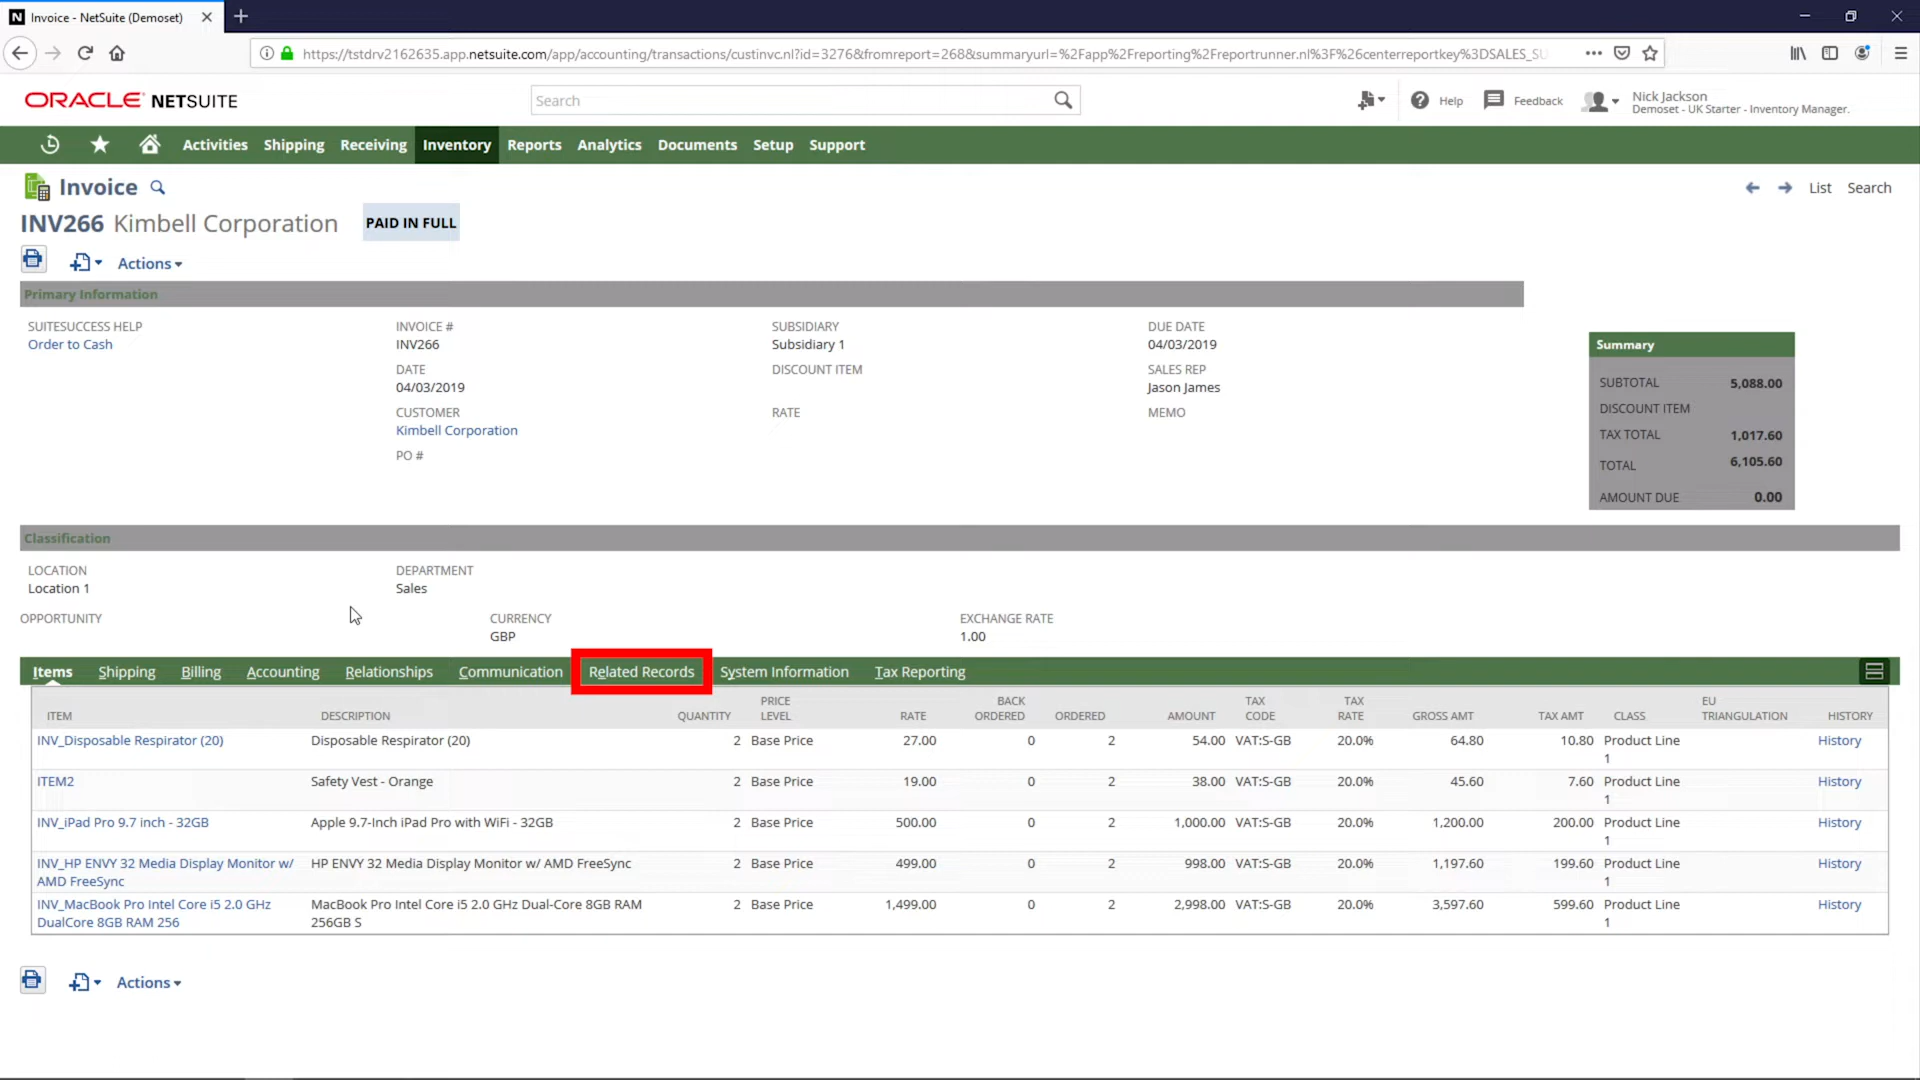 Invoice - NetSuite (Demoset)
https://tstdrv2162635.app.netsuite.com/app/accounting/transactions/custinvc.nl?id=3276&fromreport=268&summaryurl=%2Fapp%2Freporting%2Freportrunner.nl%3F%26centerreportkey%3DSALES_SU
ORACLE NETSUITE
Search
Help
Feedback
Nick Jackson
Demoset - UK Starter - Inventory Manager.
Activities Shipping Receiving Inventory Reports Analytics Documents Setup Support
Invoice
List Search
INV266 Kimbell Corporation PAID IN FULL
Actions
Primary Information
SUITESUCCESS HELP
Order to Cash
INVOICE #
INV266
DATE
04/03/2019
CUSTOMER
Kimbell Corporation
PO #
SUBSIDIARY
Subsidiary 1
DISCOUNT ITEM
RATE
DUE DATE
04/03/2019
SALES REP
Jason James
MEMO
Summary
SUBTOTAL 5,088.00
DISCOUNT ITEM
TAX TOTAL 1,017.60
TOTAL 6,105.60
AMOUNT DUE 0.00
Classification
LOCATION
Location 1
DEPARTMENT
Sales
OPPORTUNITY
CURRENCY
GBP
EXCHANGE RATE
1.00
Items Shipping Billing Accounting Relationships Communication Related Records System Information Tax Reporting
ITEM DESCRIPTION QUANTITY PRICE LEVEL RATE BACK ORDERED ORDERED AMOUNT TAX CODE TAX RATE GROSS AMT TAX AMT CLASS EU TRIANGULATION HISTORY
INV_Disposable Respirator (20) Disposable Respirator (20) 2 Base Price 27.00 0 2 54.00 VAT:S-GB 20.0% 64.80 10.80 Product Line 1 History
ITEM2 Safety Vest - Orange 2 Base Price 19.00 0 2 38.00 VAT:S-GB 20.0% 45.60 7.60 Product Line 1 History
INV_iPad Pro 9.7 inch - 32GB Apple 9.7-Inch iPad Pro with WiFi - 32GB 2 Base Price 500.00 0 2 1,000.00 VAT:S-GB 20.0% 1,200.00 200.00 Product Line 1 History
INV_HP ENVY 32 Media Display Monitor w/ AMD FreeSync HP ENVY 32 Media Display Monitor w/ AMD FreeSync 2 Base Price 499.00 0 2 998.00 VAT:S-GB 20.0% 1,197.60 199.60 Product Line 1 History
INV_MacBook Pro Intel Core i5 2.0 GHz DualCore 8GB RAM 256 MacBook Pro Intel Core i5 2.0 GHz Dual-Core 8GB RAM 256GB S 2 Base Price 1,499.00 0 2 2,998.00 VAT:S-GB 20.0% 3,597.60 599.60 Product Line 1 History
Actions